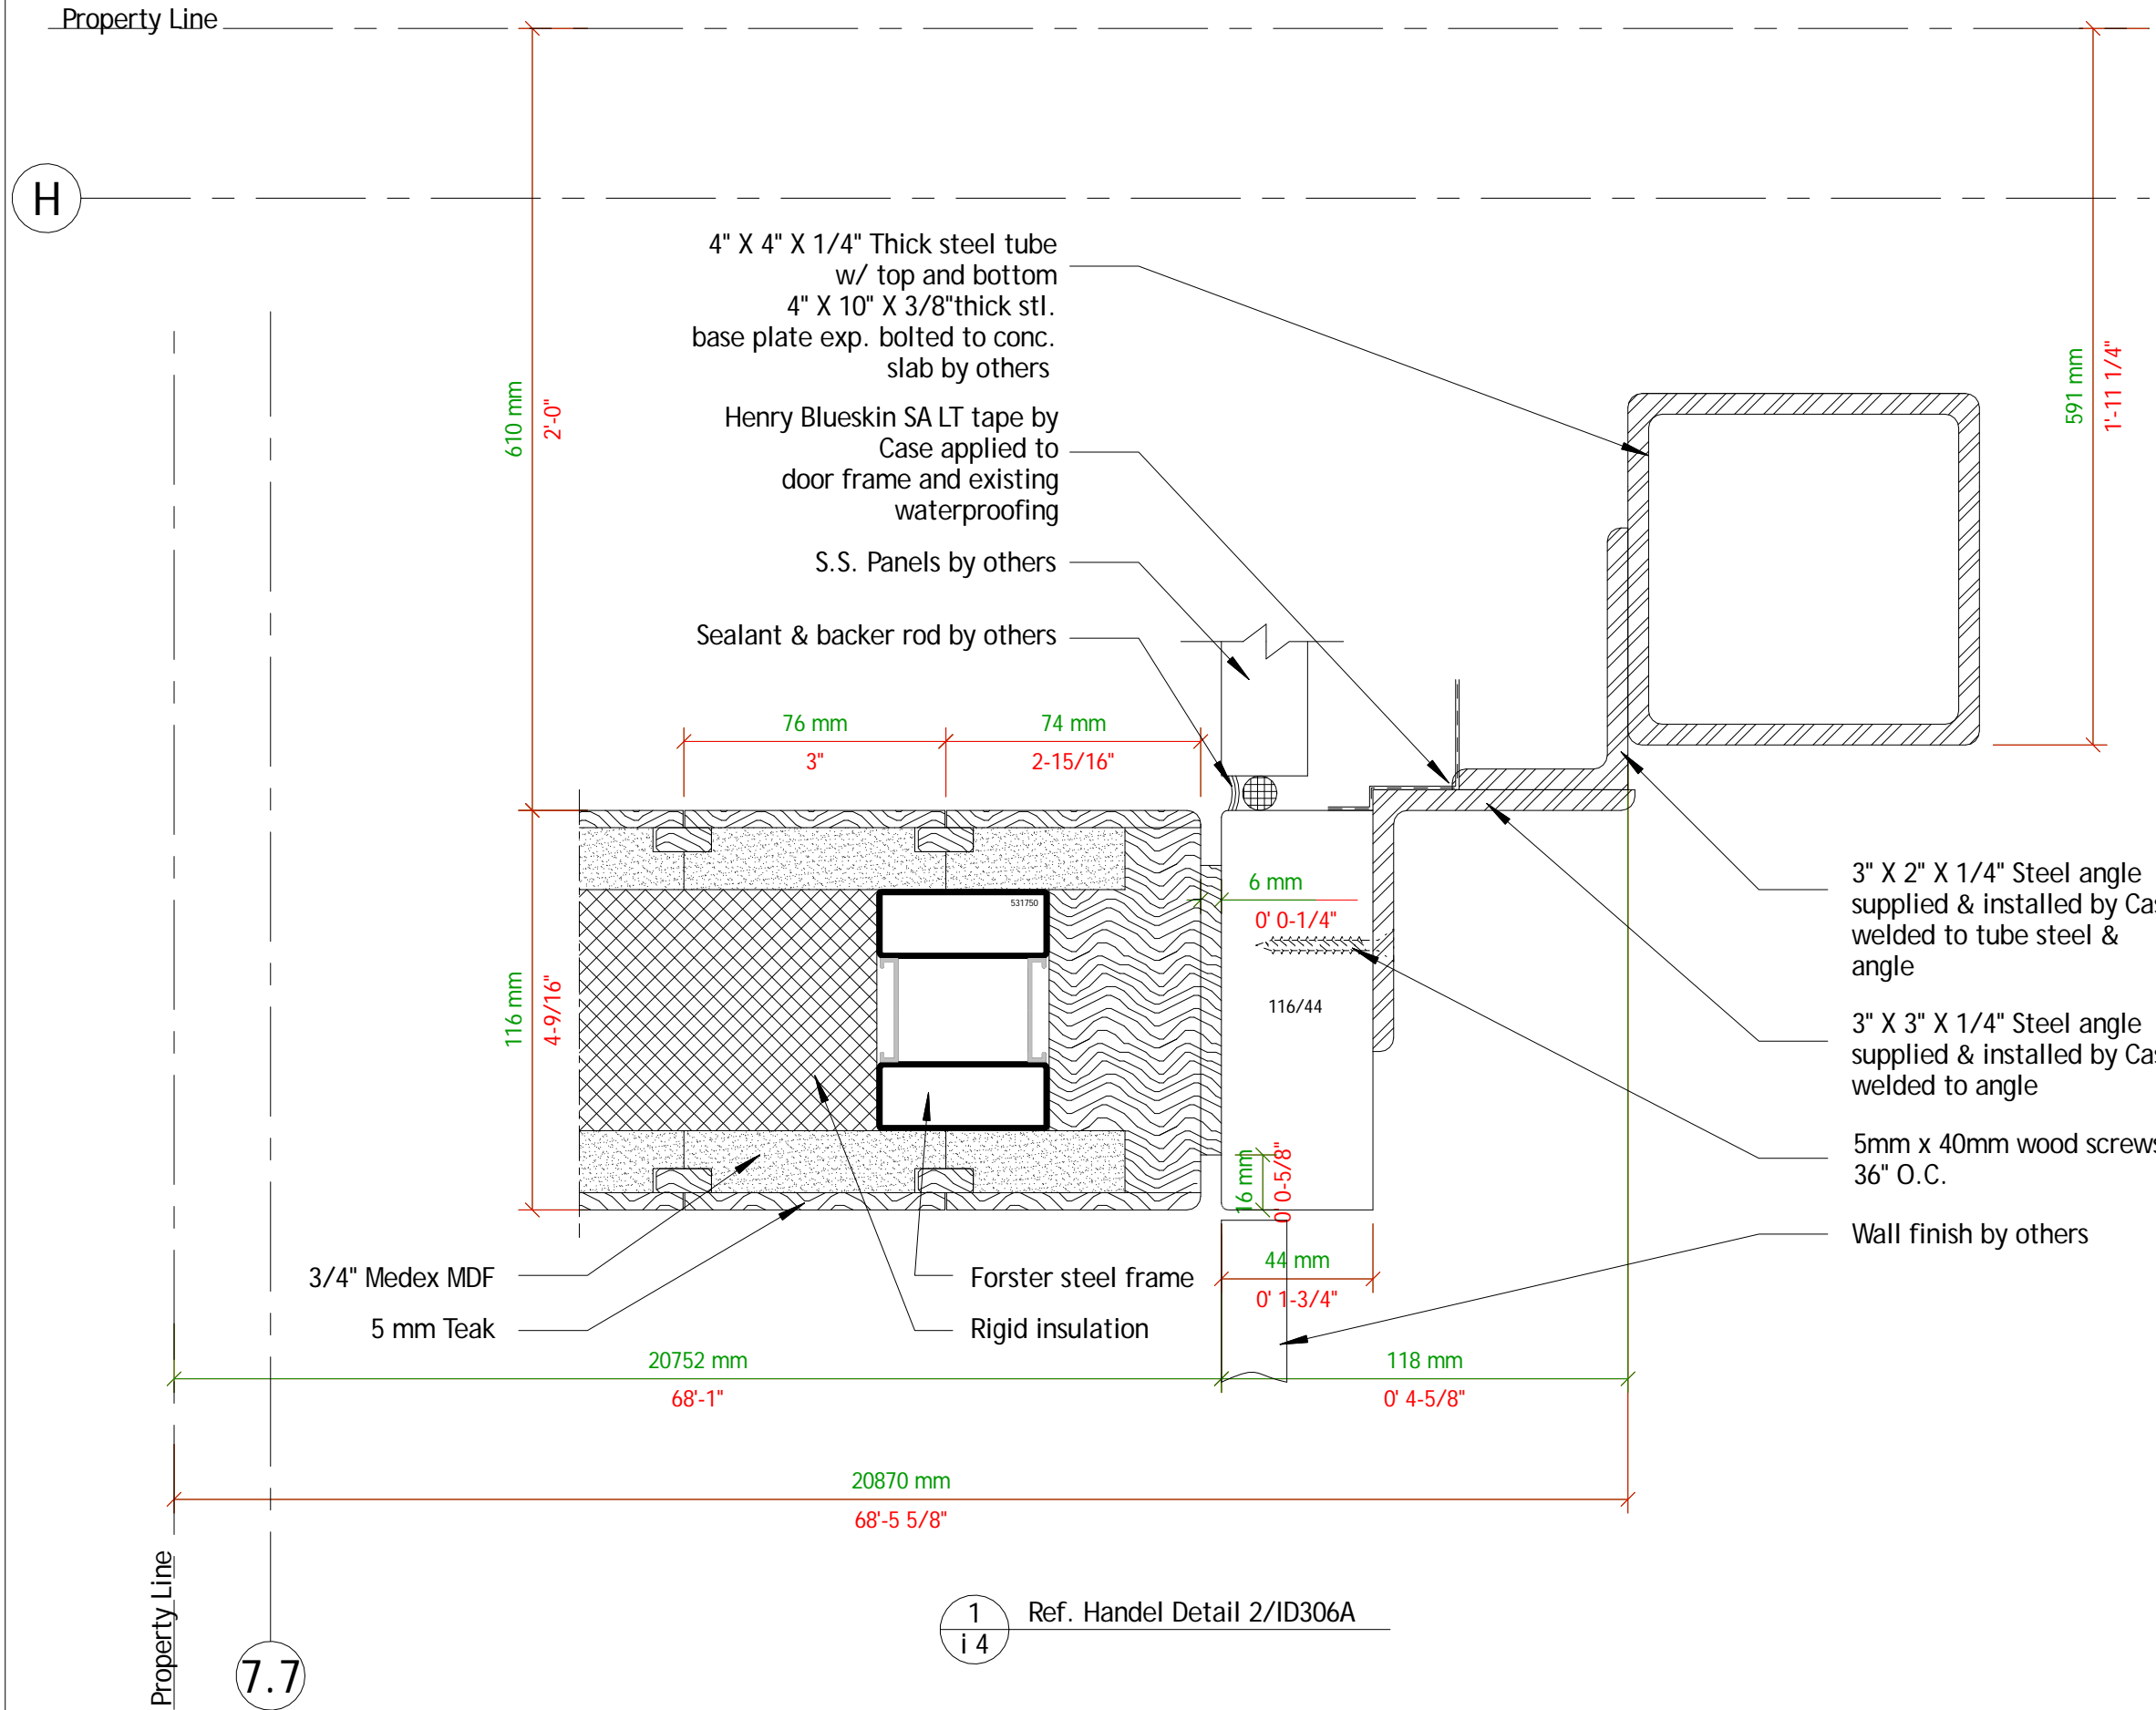 Property Line
H
4" X 4" X 1/4" Thick steel tube
w/ top and bottom
4" X 10" X 3/8"thick stl.
base plate exp. bolted to conc.
slab by others
610 mm
2'-0"
591 mm
1'-11 1/4"
Henry Blueskin SA LT tape by
Case applied to
door frame and existing
waterproofing
S.S. Panels by others
Sealant & backer rod by others
76 mm
3"
74 mm
2-15/16"
6 mm
0' 0-1/4"
531750
116/44
116 mm
4-9/16"
16 mm
0' 0-5/8"
44 mm
0' 1-3/4"
3" X 2" X 1/4" Steel angle
supplied & installed by Cas
welded to tube steel &
angle
3" X 3" X 1/4" Steel angle
supplied & installed by Cas
welded to angle
5mm x 40mm wood screws
36" O.C.
Wall finish by others
3/4" Medex MDF
5 mm Teak
Forster steel frame
Rigid insulation
20752 mm
68'-1"
118 mm
0' 4-5/8"
20870 mm
68'-5 5/8"
Property Line
7.7
1
i 4
Ref. Handel Detail 2/ID306A